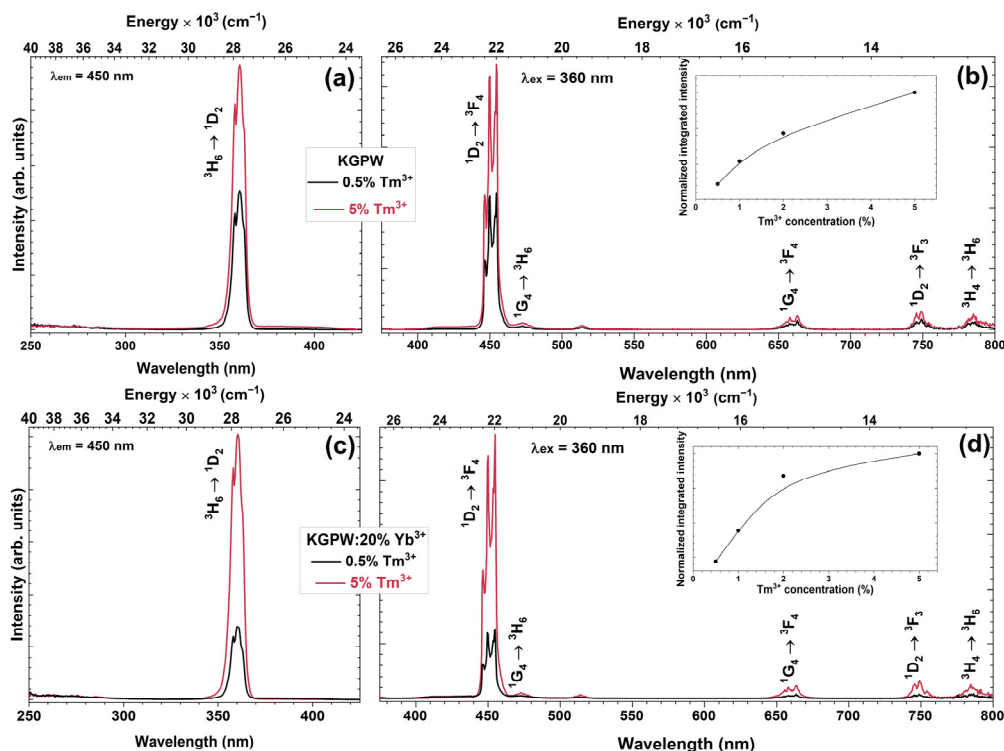 Energy × 10³ (cm⁻¹)
40 38 36 34 32 30 28 26 24
(a)
λem = 450 nm
³H₆ → ¹D₂
KGPW
0.5% Tm³⁺
5% Tm³⁺
Intensity (arb. units)
250 300 350 400
Wavelength (nm)
Energy × 10³ (cm⁻¹)
26 24 22 20 18 16 14
(b)
λex = 360 nm
¹D₂ → ³F₄
¹G₄ → ³H₆
¹G₄ → ³F₄
¹D₂ → ³F₃
³H₄ → ³H₆
Normalized integrated intensity
0 1 2 3 4 5
Tm³⁺ concentration (%)
400 450 500 550 600 650 700 750 800
Wavelength (nm)
Energy × 10³ (cm⁻¹)
40 38 36 34 32 30 28 26 24
(c)
λem = 450 nm
³H₆ → ¹D₂
KGPW:20% Yb³⁺
0.5% Tm³⁺
5% Tm³⁺
Intensity (arb. units)
250 300 350 400
Wavelength (nm)
Energy × 10³ (cm⁻¹)
26 24 22 20 18 16 14
(d)
λex = 360 nm
¹D₂ → ³F₄
¹G₄ → ³H₆
¹G₄ → ³F₄
¹D₂ → ³F₃
³H₄ → ³H₆
Normalized integrated intensity
0 1 2 3 4 5
Tm³⁺ concentration (%)
400 450 500 550 600 650 700 750 800
Wavelength (nm)